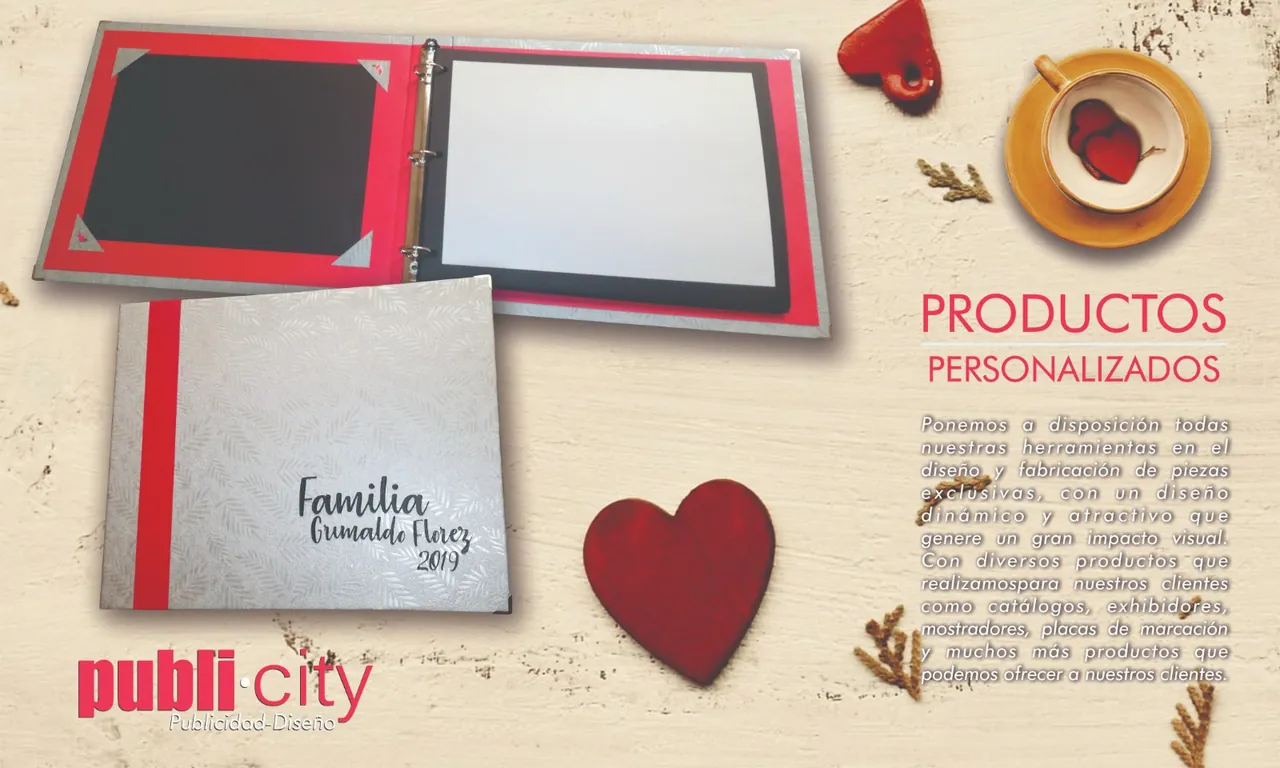 PRODUCTOS
PERSONALIZADOS
Ponemos a disposición todas
nuestras herramientas en el
diseño y fabricación de piezas
exclusivas, con un diseño
dinámico y atractivo que
genere un gran impacto visual.
Con diversos productos que
realizamospara nuestros clientes
como catálogos, exhibidores,
mostradores, placas de marcación
y muchos más productos que
podemos ofrecer a nuestros clientes.
Familia
Grumaldo Florez
2019
publi·city
Publicidad-Diseño